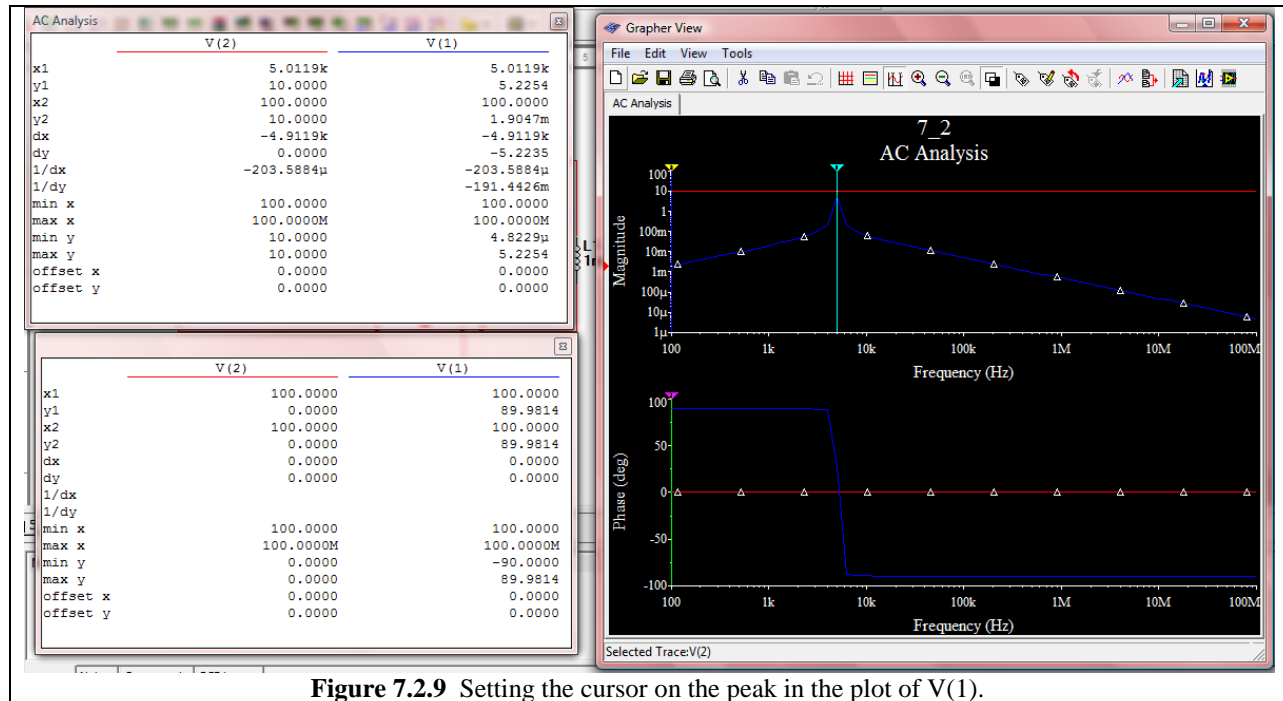 AC Analysis
V(2) V(1)
x1 5.0119k 5.0119k
y1 10.0000 5.2254
x2 100.0000 100.0000
y2 10.0000 1.9047m
dx -4.9119k -4.9119k
dy 0.0000 -5.2235
1/dx -203.5884µ -203.5884µ
1/dy -191.4426m
min x 100.0000 100.0000
max x 100.0000M 100.0000M
min y 10.0000 4.8229µ
max y 10.0000 5.2254
offset x 0.0000 0.0000
offset y 0.0000 0.0000
V(2) V(1)
x1 100.0000 100.0000
y1 0.0000 89.9814
x2 100.0000 100.0000
y2 0.0000 89.9814
dx 0.0000 0.0000
dy 0.0000 0.0000
1/dx
1/dy
min x 100.0000 100.0000
max x 100.0000M 100.0000M
min y 0.0000 -90.0000
max y 0.0000 89.9814
offset x 0.0000 0.0000
offset y 0.0000 0.0000
5
Grapher View
File Edit View Tools
AC Analysis
7_2
AC Analysis
Magnitude
100
10
1
100m
10m
1m
100µ
10µ
1µ
100 1k 10k 100k 1M 10M 100M
Frequency (Hz)
Phase (deg)
100
50
0
-50
-100
100 1k 10k 100k 1M 10M 100M
Frequency (Hz)
Selected Trace:V(2)
Figure 7.2.9 Setting the cursor on the peak in the plot of V(1).